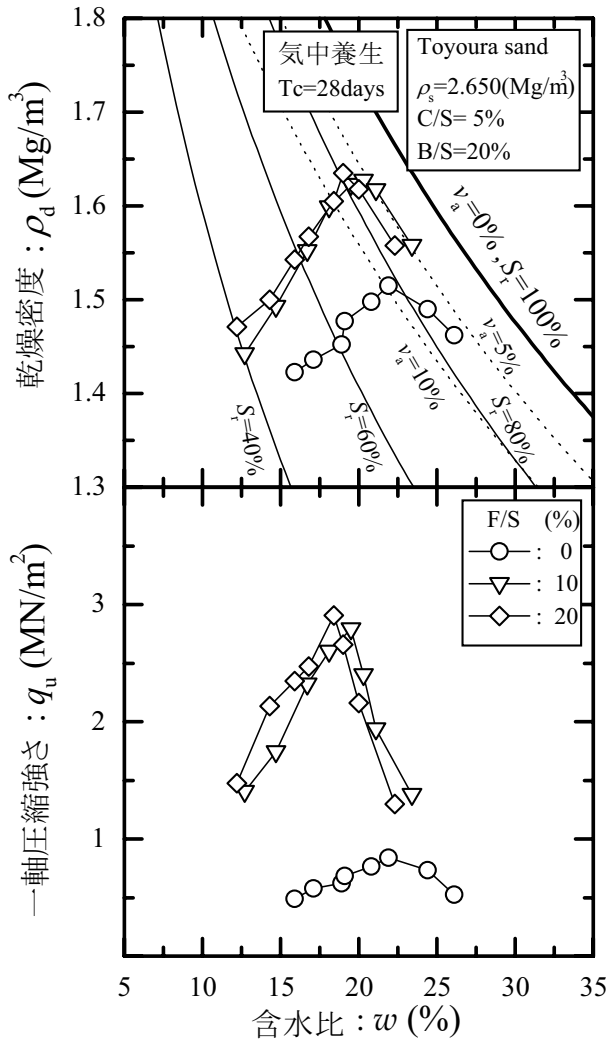 1.8
1.7
1.6
1.5
1.4
1.3
乾燥密度 : ρd (Mg/m³)
気中養生
Tc=28days
Toyoura sand
ρs=2.650(Mg/m³)
C/S= 5%
B/S=20%
νa=0%, Sr=100%
νa=5%
Sr=80%
νa=10%
Sr=60%
Sr=40%
3
2
1
一軸圧縮強さ : qu (MN/m²)
F/S (%)
: 0
: 10
: 20
5 10 15 20 25 30 35
含水比 : w (%)